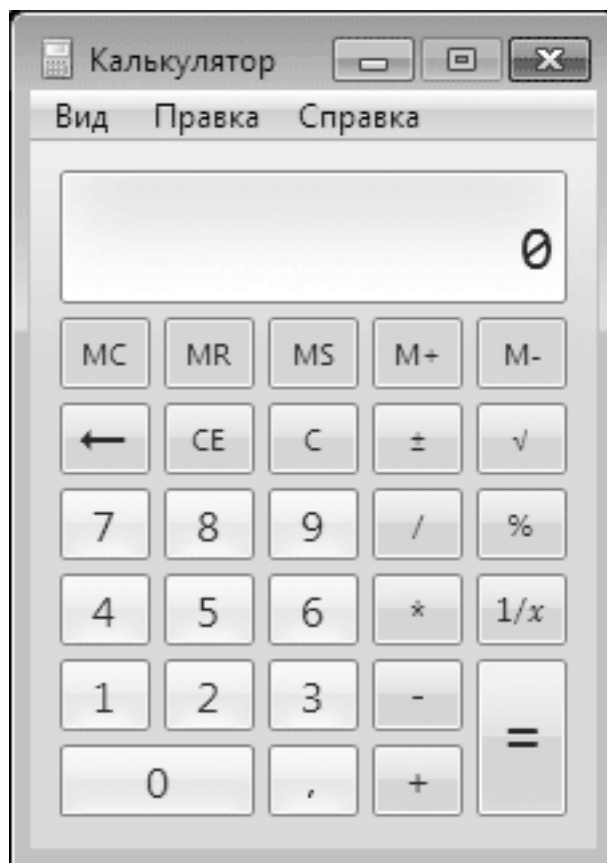 Калькулятор
Вид Правка Справка
0
MC MR MS M+ M-
← CE C ± √
7 8 9 / %
4 5 6 * 1/x
1 2 3 - =
0 , +